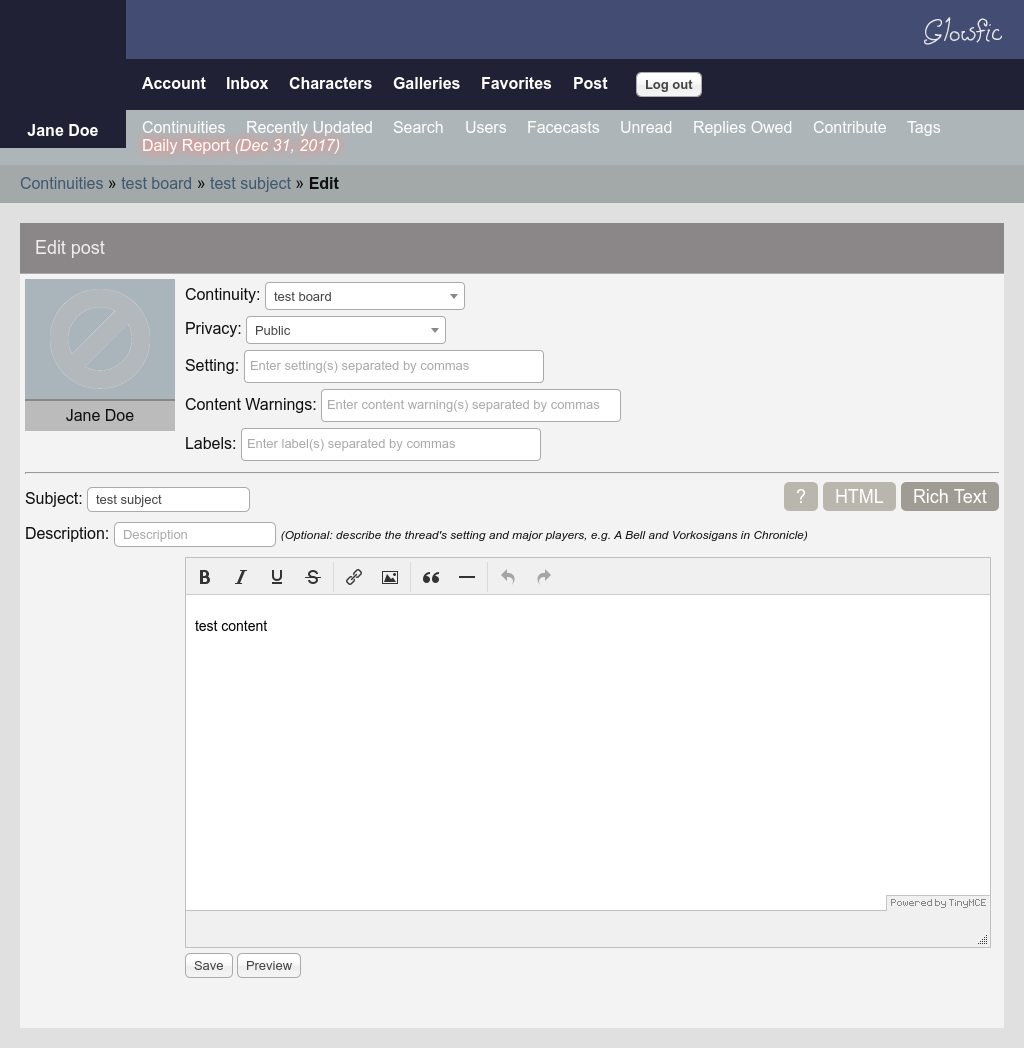 Glowfic
Account Inbox Characters Galleries Favorites Post Log out
Jane Doe
Continuities Recently Updated Search Users Facecasts Unread Replies Owed Contribute Tags
Daily Report (Dec 31, 2017)
Continuities » test board » test subject » Edit
Edit post
Jane Doe
Continuity: test board
Privacy: Public
Setting: Enter setting(s) separated by commas
Content Warnings: Enter content warning(s) separated by commas
Labels: Enter label(s) separated by commas
Subject: test subject
? HTML Rich Text
Description: Description (Optional: describe the thread's setting and major players, e.g. A Bell and Vorkosigans in Chronicle)
B I U S
test content
Powered by TinyMCE
Save Preview